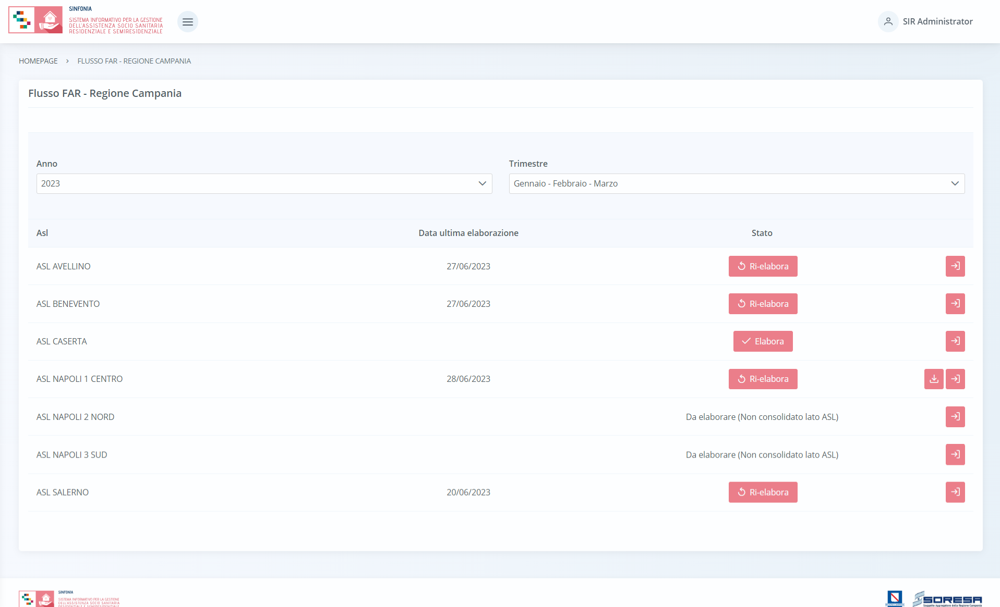 SINFONIA
SISTEMA INFORMATIVO PER LA GESTIONE
DELL'ASSISTENZA SOCIO SANITARIA
RESIDENZIALE E SEMIRESIDENZIALE
SIR Administrator
HOMEPAGE > FLUSSO FAR - REGIONE CAMPANIA
Flusso FAR - Regione Campania
Anno Trimestre
2023 Gennaio - Febbraio - Marzo
Asl Data ultima elaborazione Stato
ASL AVELLINO 27/06/2023 Ri-elabora
ASL BENEVENTO 27/06/2023 Ri-elabora
ASL CASERTA Elabora
ASL NAPOLI 1 CENTRO 28/06/2023 Ri-elabora
ASL NAPOLI 2 NORD Da elaborare (Non consolidato lato ASL)
ASL NAPOLI 3 SUD Da elaborare (Non consolidato lato ASL)
ASL SALERNO 20/06/2023 Ri-elabora
SINFONIA
SISTEMA INFORMATIVO PER LA GESTIONE
DELL'ASSISTENZA SOCIO SANITARIA
RESIDENZIALE E SEMIRESIDENZIALE
SORESA
Soggetto Aggregatore della Regione Campania